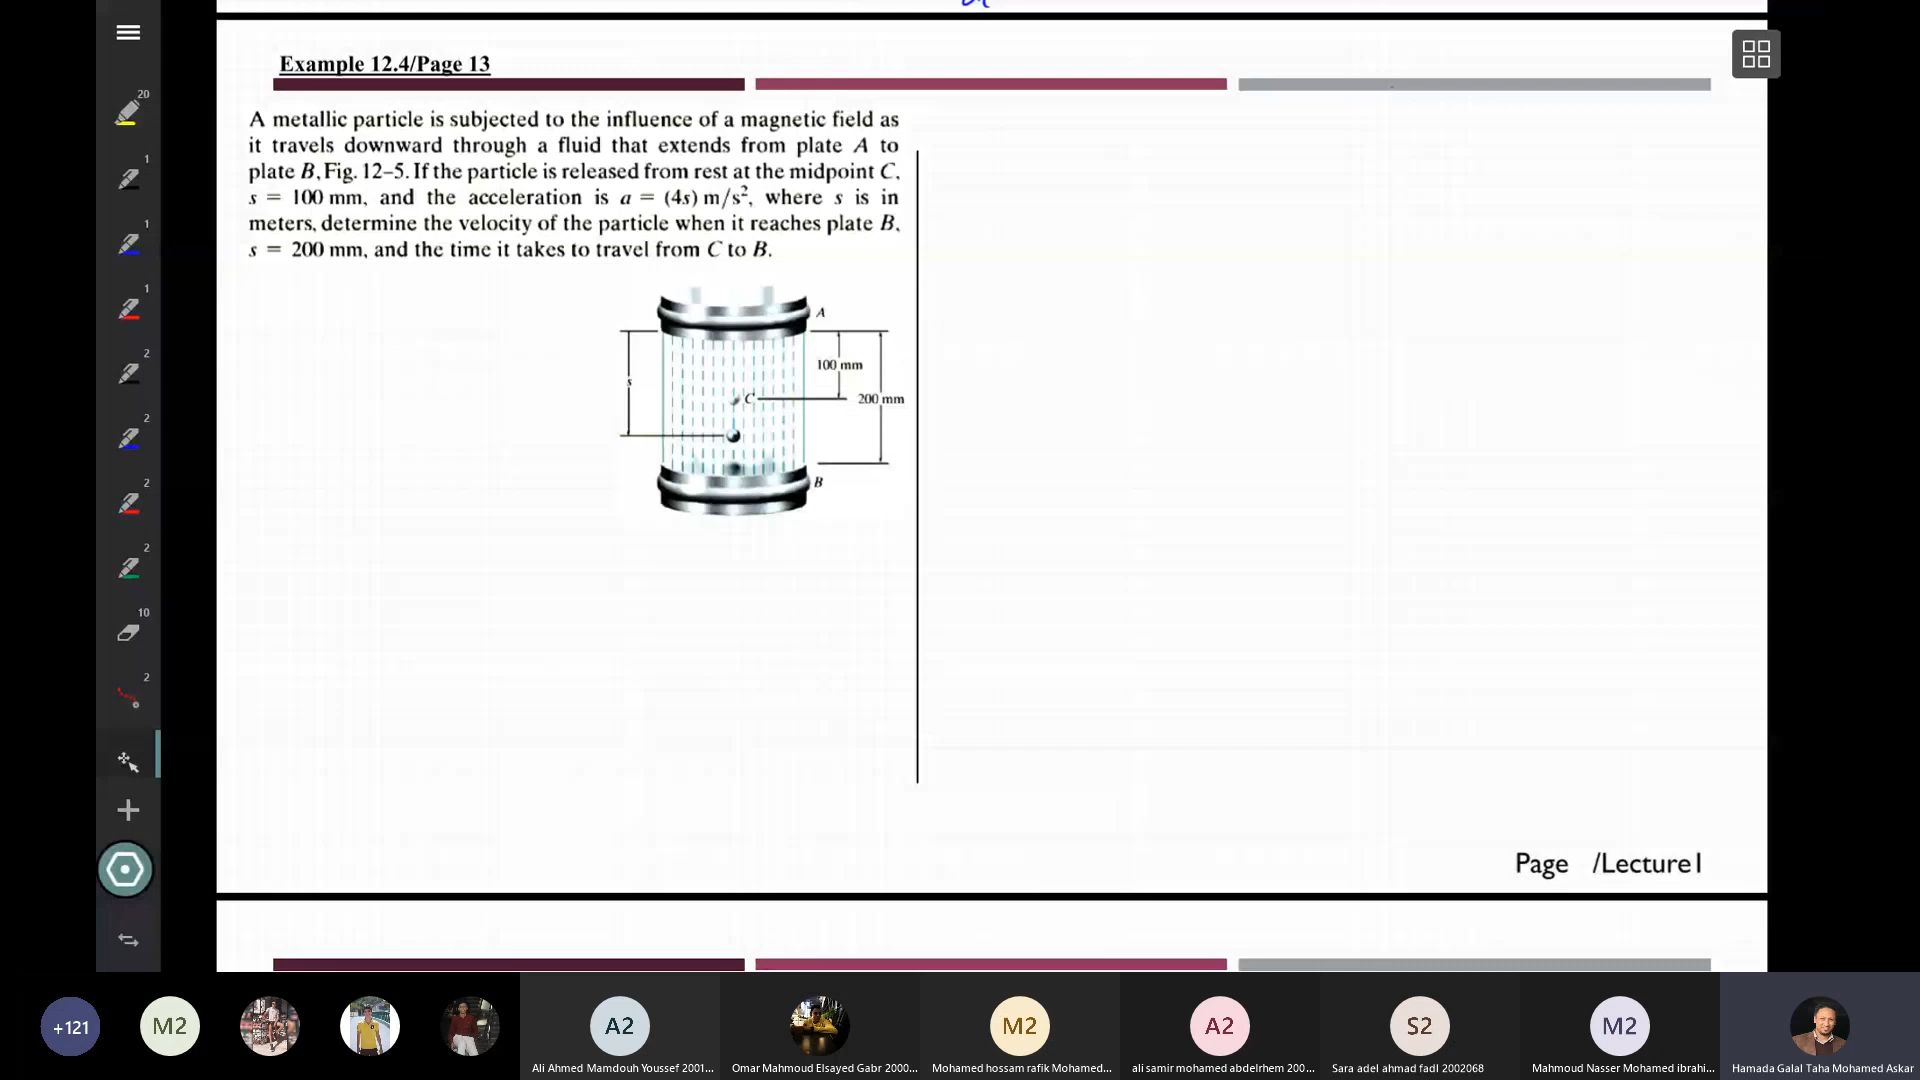 Example 12.4/Page 13
A metallic particle is subjected to the influence of a magnetic field as
it travels downward through a fluid that extends from plate A to
plate B, Fig. 12–5. If the particle is released from rest at the midpoint C,
s = 100 mm, and the acceleration is a = (4s) m/s², where s is in
meters, determine the velocity of the particle when it reaches plate B,
s = 200 mm, and the time it takes to travel from C to B.
A
100 mm
s
C
200 mm
B
Page /Lecture1
20
1
1
1
2
2
2
2
10
2
+121
M2
A2
M2
A2
S2
M2
Ali Ahmed Mamdouh Youssef 2001...
Omar Mahmoud Elsayed Gabr 2000...
Mohamed hossam rafik Mohamed...
ali samir mohamed abdelrhem 200...
Sara adel ahmad fadl 2002068
Mahmoud Nasser Mohamed ibrahi...
Hamada Galal Taha Mohamed Askar